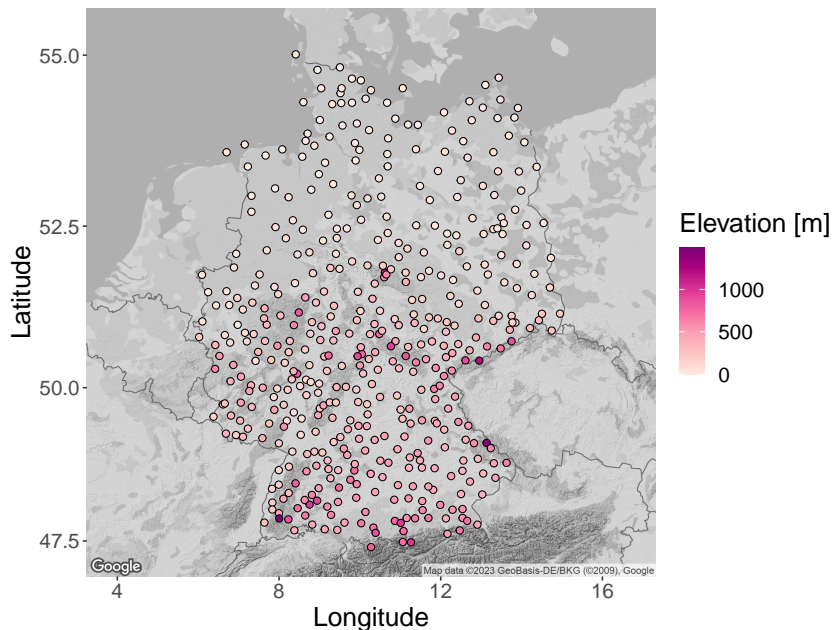 55.0
52.5
50.0
47.5
Latitude
4
8
12
16
Longitude
Google
Map data ©2023 GeoBasis-DE/BKG (©2009), Google
Elevation [m]
1000
500
0